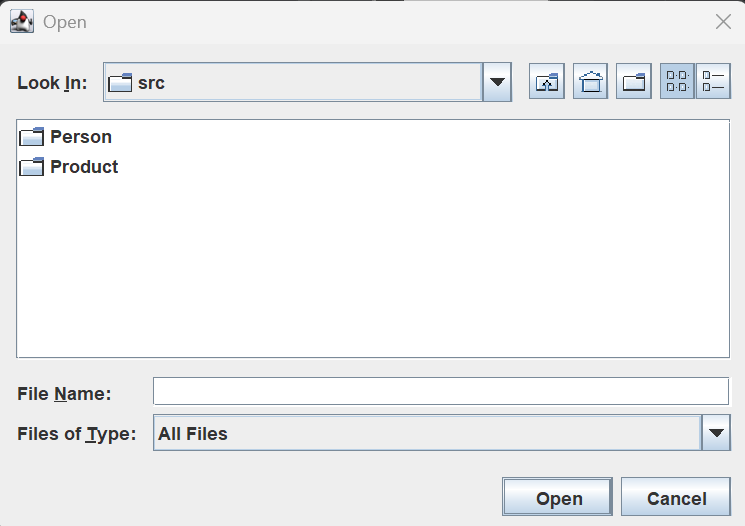 Open
Look In: src
Person
Product
File Name:
Files of Type: All Files
Open Cancel